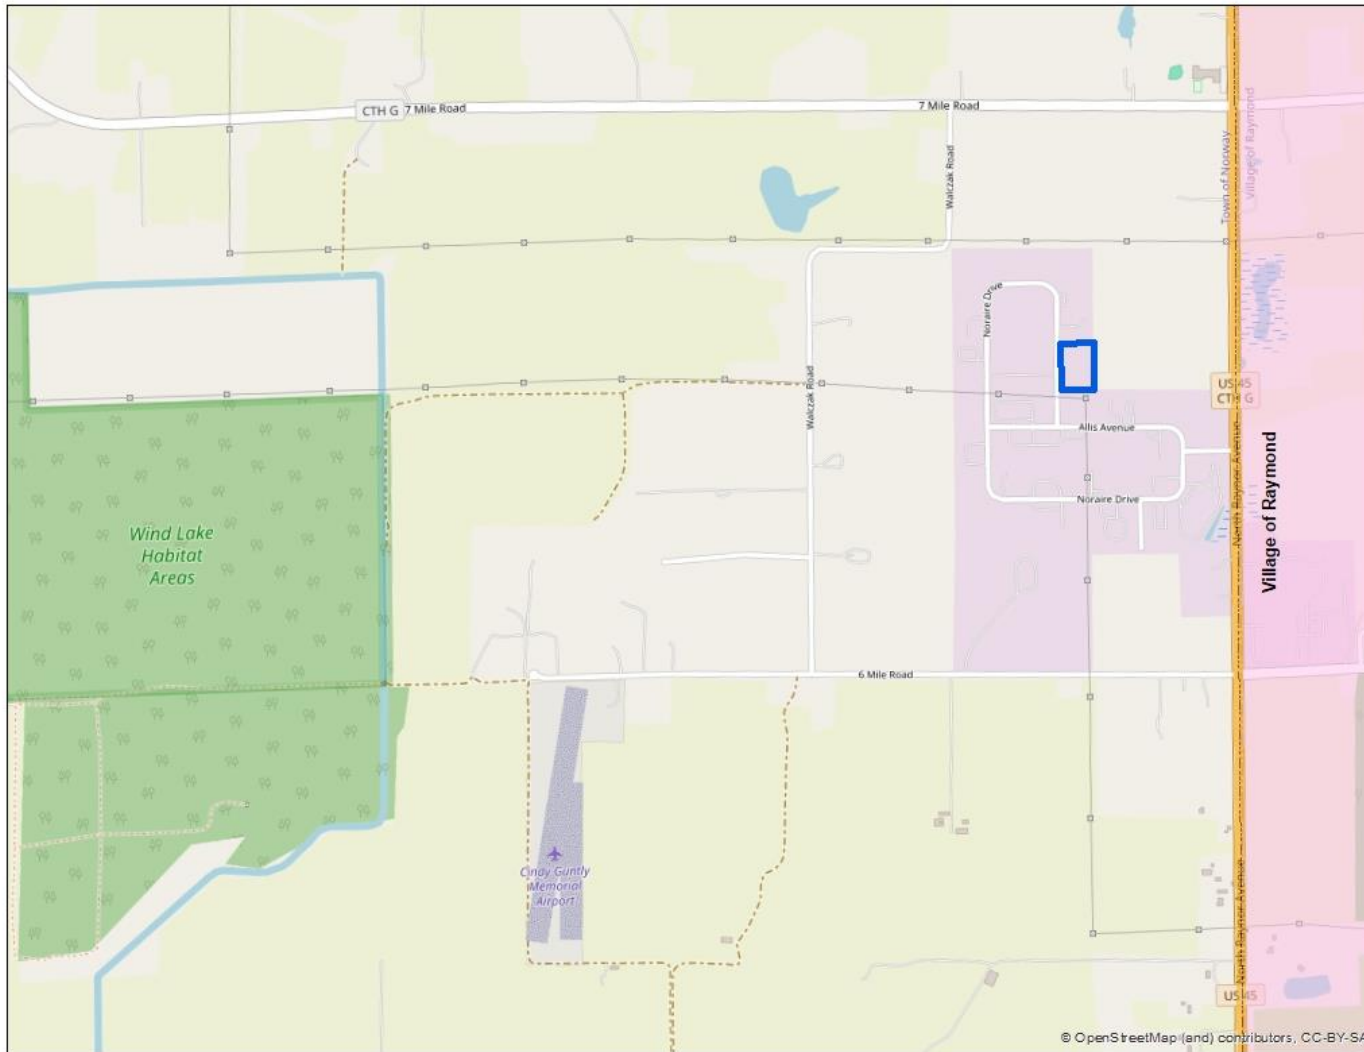 CTH G
7 Mile Road
7 Mile Road
Walczak Road
Town of Norway
Village of Raymond
Noraire Drive
Walczak Road
US 45
CTH G
Allis Avenue
North Raynor Avenue
Village of Raymond
Noraire Drive
Wind Lake
Habitat
Areas
6 Mile Road
Cindy Guntly
Memorial
Airport
North Raynor Avenue
US 45
© OpenStreetMap (and) contributors, CC-BY-SA